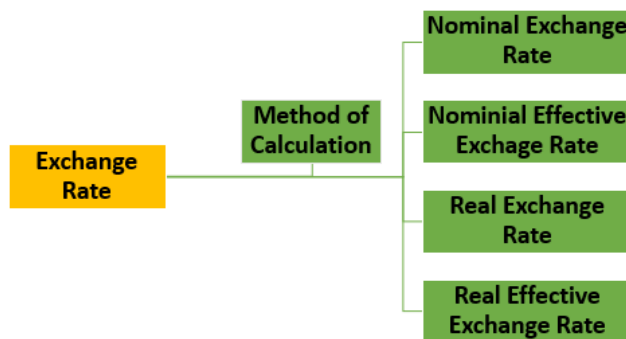 Exchange
Rate
Method of
Calculation
Nominal Exchange
Rate
Nominial Effective
Exchage Rate
Real Exchange
Rate
Real Effective
Exchange Rate